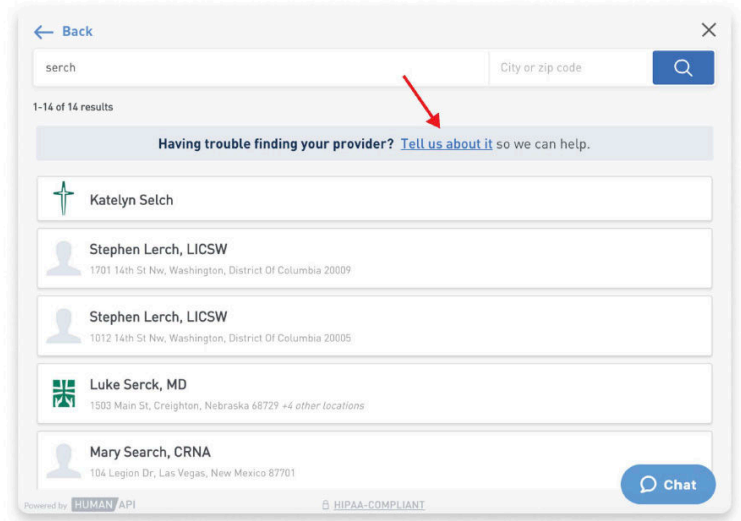 Back
serch City or zip code
1-14 of 14 results
Having trouble finding your provider? Tell us about it so we can help.
Katelyn Selch
Stephen Lerch, LICSW
1701 14th St Nw, Washington, District Of Columbia 20009
Stephen Lerch, LICSW
1012 14th St Nw, Washington, District Of Columbia 20005
Luke Serck, MD
1503 Main St, Creighton, Nebraska 68729 +4 other locations
Mary Search, CRNA
104 Legion Dr, Las Vegas, New Mexico 87701
Chat
Powered by HUMAN API HIPAA-COMPLIANT